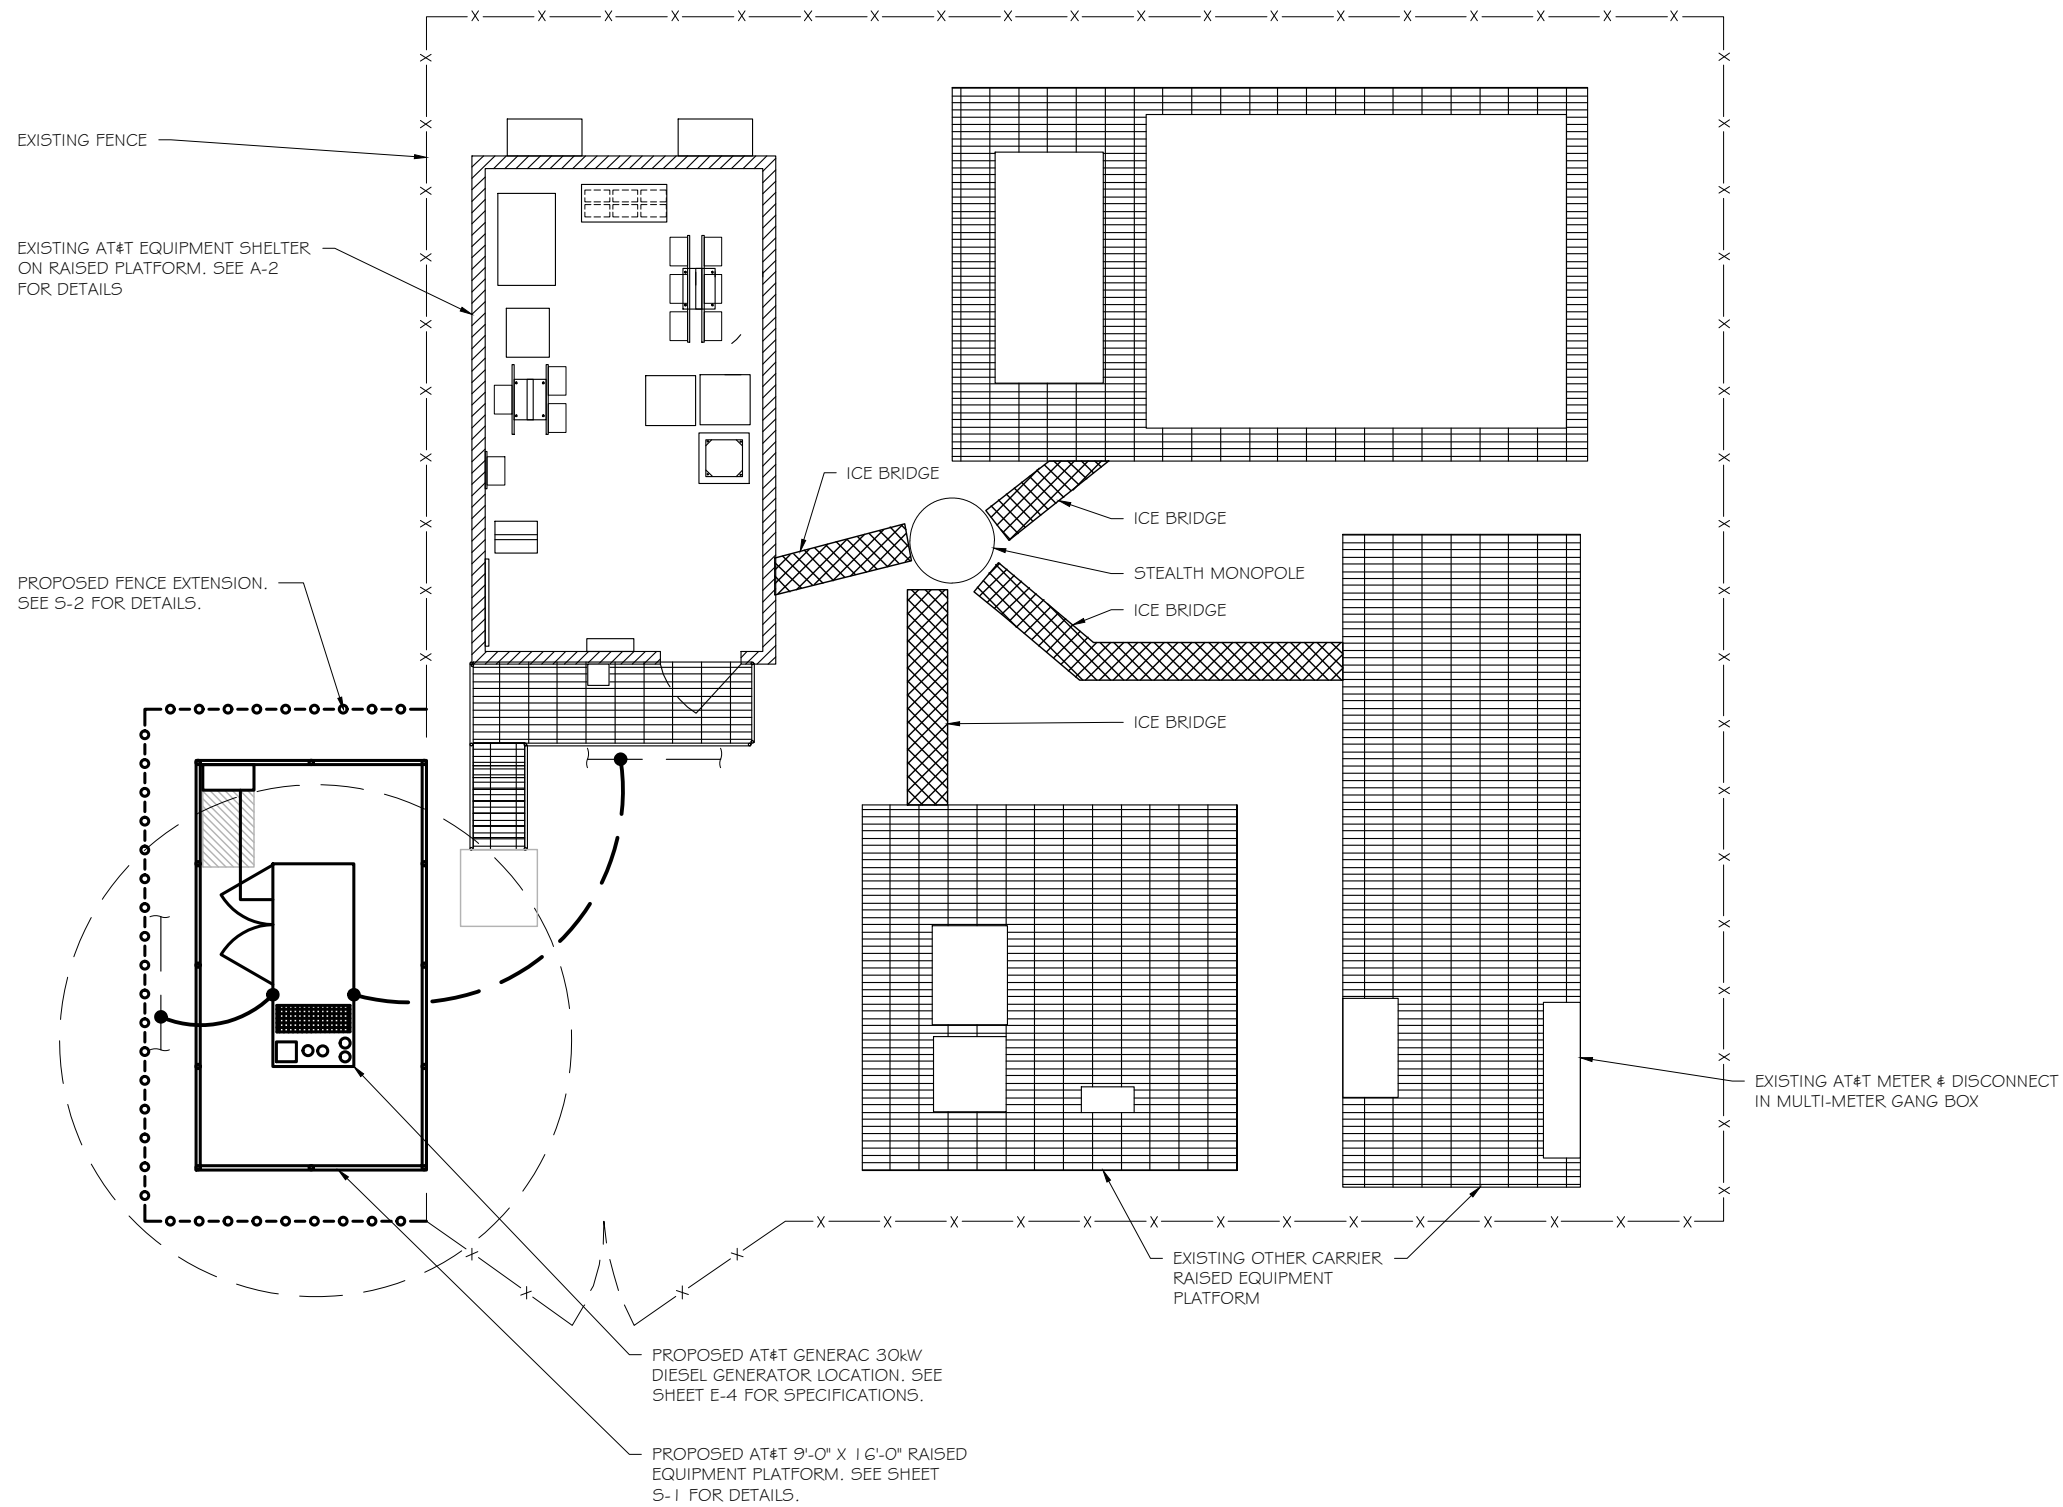 EXISTING FENCE
EXISTING AT&T EQUIPMENT SHELTER
ON RAISED PLATFORM. SEE A-2
FOR DETAILS
ICE BRIDGE
ICE BRIDGE
STEALTH MONOPOLE
ICE BRIDGE
PROPOSED FENCE EXTENSION.
SEE S-2 FOR DETAILS.
ICE BRIDGE
EXISTING AT&T METER & DISCONNECT
IN MULTI-METER GANG BOX
EXISTING OTHER CARRIER
RAISED EQUIPMENT
PLATFORM
PROPOSED AT&T GENERAC 30kW
DIESEL GENERATOR LOCATION. SEE
SHEET E-4 FOR SPECIFICATIONS.
PROPOSED AT&T 9'-0" X 16'-0" RAISED
EQUIPMENT PLATFORM. SEE SHEET
S-1 FOR DETAILS.